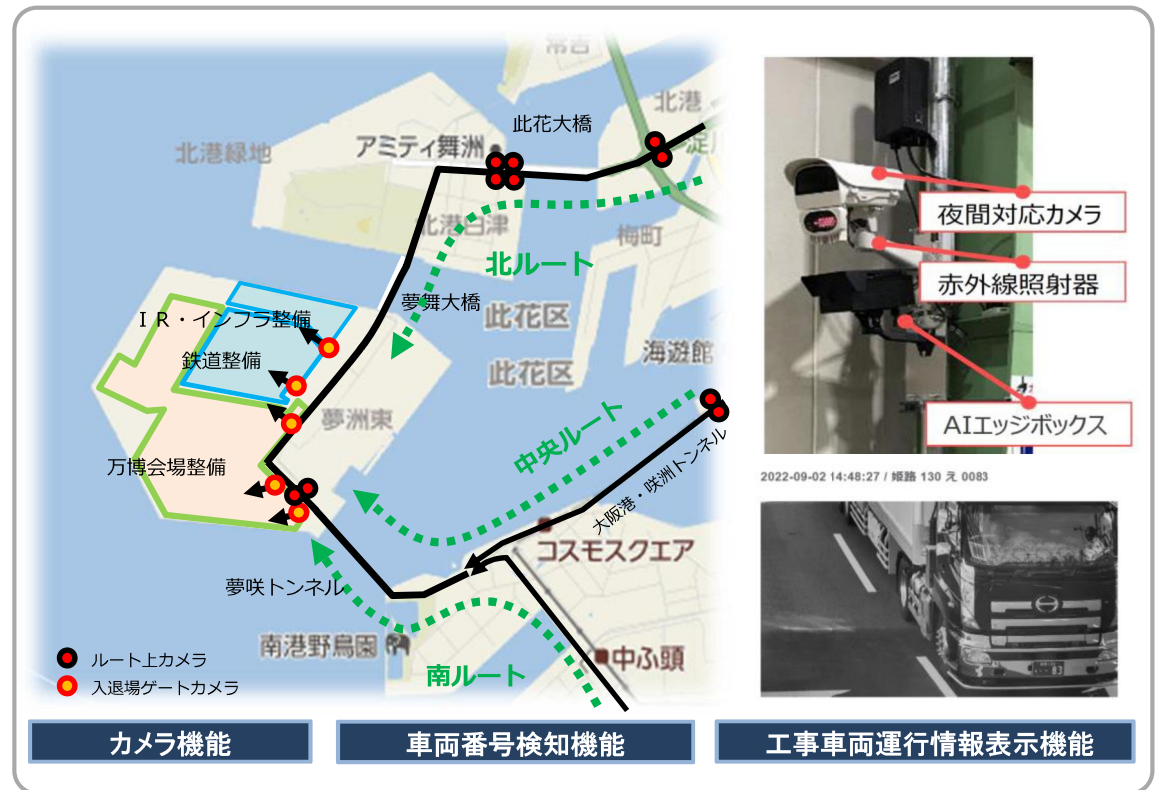 常吉
此花大橋
北港
淀川
アミティ舞洲
北港緑地
北港白津
梅町
北ルート
夢舞大橋
此花区
ＩＲ・インフラ整備
海遊館
鉄道整備
此花区
夢洲東
中央ルート
万博会場整備
大阪港・咲洲トンネル
コスモスクエア
夢咲トンネル
南港野鳥園
中ふ頭
南ルート
ルート上カメラ
入退場ゲートカメラ
夜間対応カメラ
赤外線照射器
AIエッジボックス
2022-09-02 14:48:27 / 姫路 130 え 0083
83
カメラ機能
車両番号検知機能
工事車両運行情報表示機能